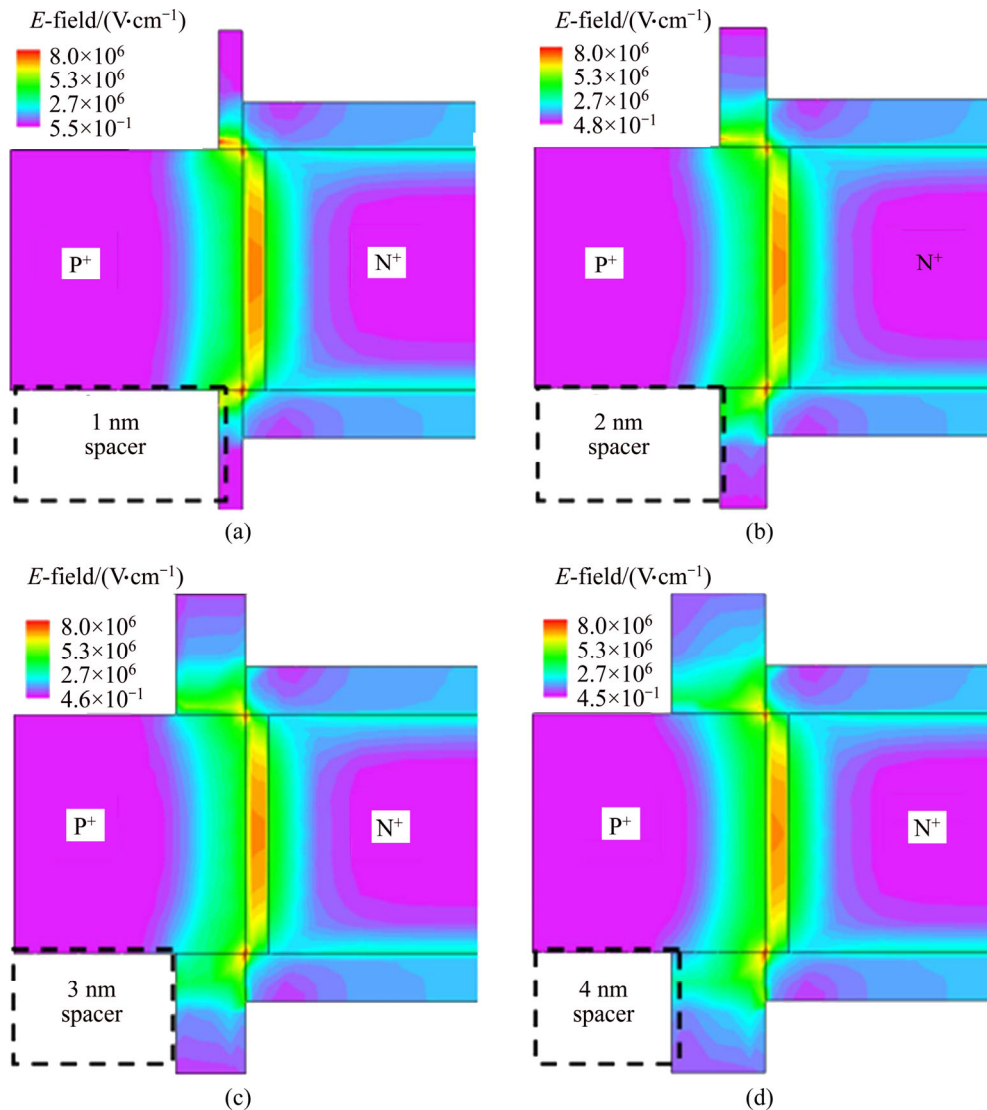 E-field/(V·cm⁻¹)
8.0×10⁶
5.3×10⁶
2.7×10⁶
5.5×10⁻¹
P⁺
N⁺
1 nm
spacer
(a)
E-field/(V·cm⁻¹)
8.0×10⁶
5.3×10⁶
2.7×10⁶
4.8×10⁻¹
P⁺
N⁺
2 nm
spacer
(b)
E-field/(V·cm⁻¹)
8.0×10⁶
5.3×10⁶
2.7×10⁶
4.6×10⁻¹
P⁺
N⁺
3 nm
spacer
(c)
E-field/(V·cm⁻¹)
8.0×10⁶
5.3×10⁶
2.7×10⁶
4.5×10⁻¹
P⁺
N⁺
4 nm
spacer
(d)